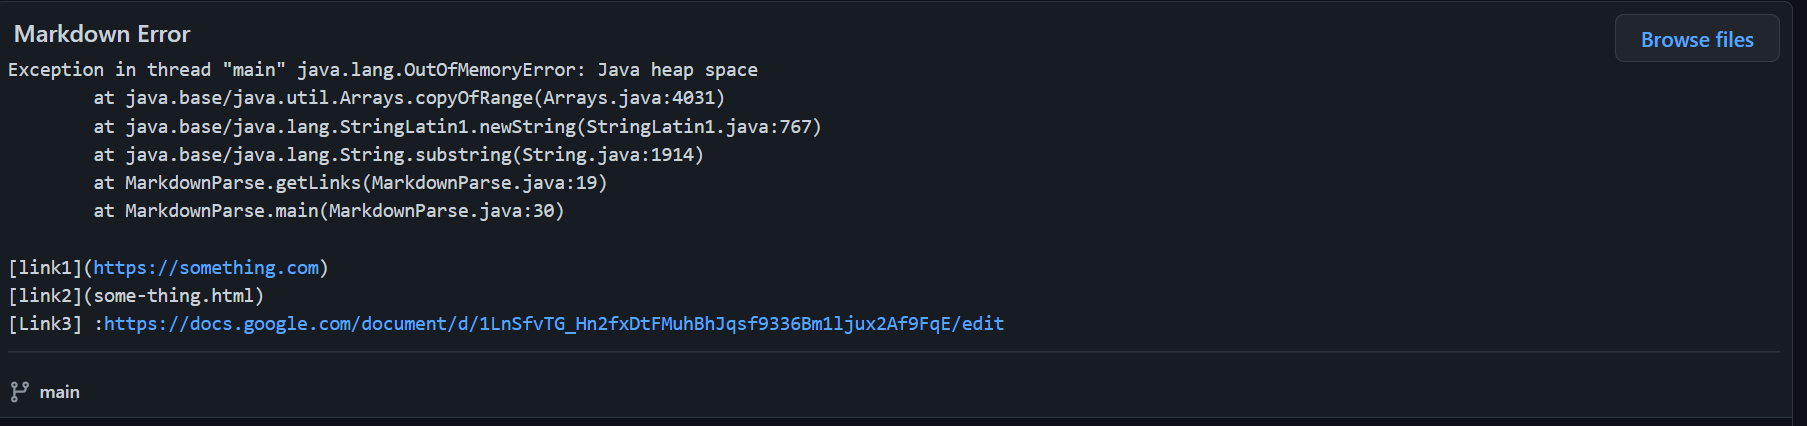 Markdown Error
Browse files
Exception in thread "main" java.lang.OutOfMemoryError: Java heap space
        at java.base/java.util.Arrays.copyOfRange(Arrays.java:4031)
        at java.base/java.lang.StringLatin1.newString(StringLatin1.java:767)
        at java.base/java.lang.String.substring(String.java:1914)
        at MarkdownParse.getLinks(MarkdownParse.java:19)
        at MarkdownParse.main(MarkdownParse.java:30)
[link1](https://something.com)
[link2](some-thing.html)
[Link3] :https://docs.google.com/document/d/1LnSfvTG_Hn2fxDtFMuhBhJqsf9336Bm1ljux2Af9FqE/edit
main